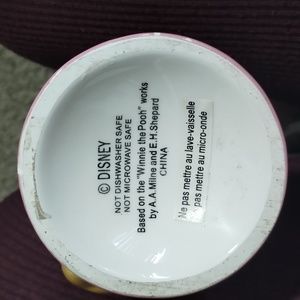 © DISNEY
NOT DISHWASHER SAFE
NOT MICROWAVE SAFE
Based on the "Winnie the Pooh" works
by A.A. Milne and E.H. Shepard
CHINA
Ne pas mettre au lave-vaisselle
pas mettre au micro-onde